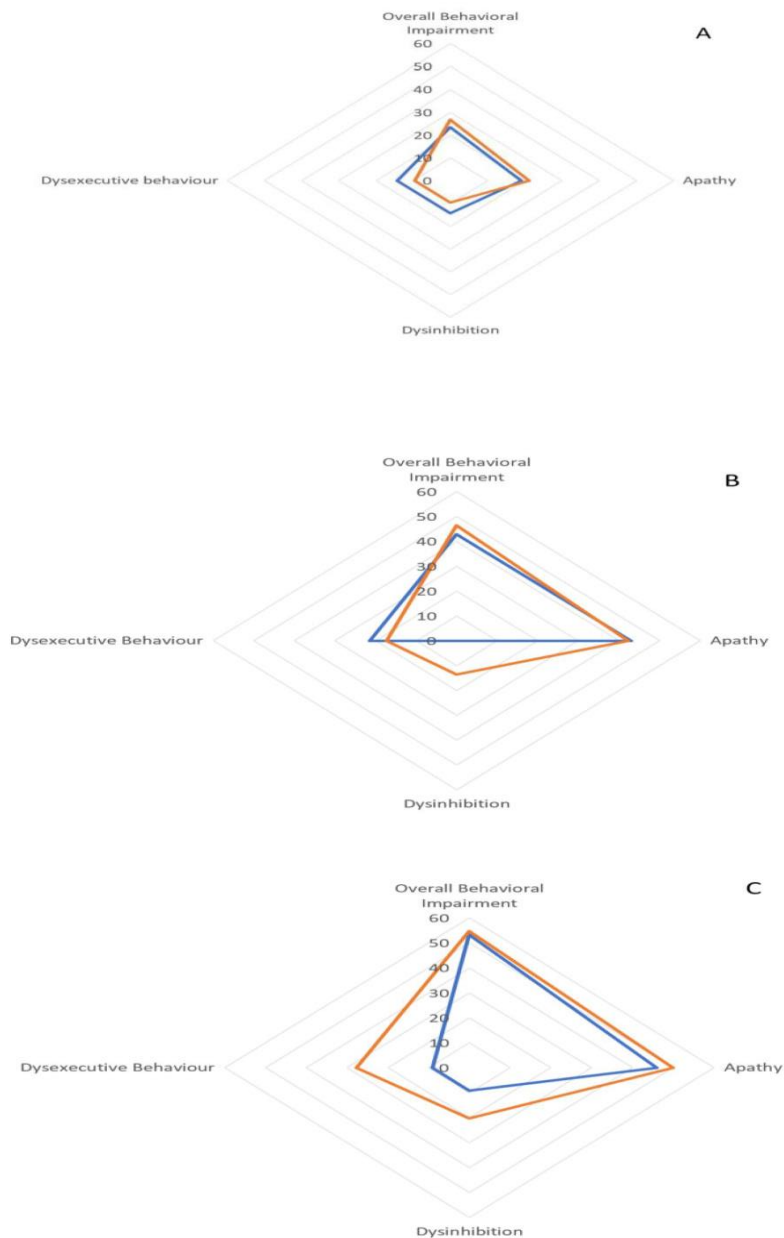 Overall Behavioral
Impairment
A
60
50
40
30
20
10
0
Dysexecutive behaviour
Apathy
Dysinhibition
Overall Behavioral
Impairment
B
60
50
40
30
20
10
0
Dysexecutive Behaviour
Apathy
Dysinhibition
Overall Behavioral
Impairment
C
60
50
40
30
20
10
0
Dysexecutive Behaviour
Apathy
Dysinhibition